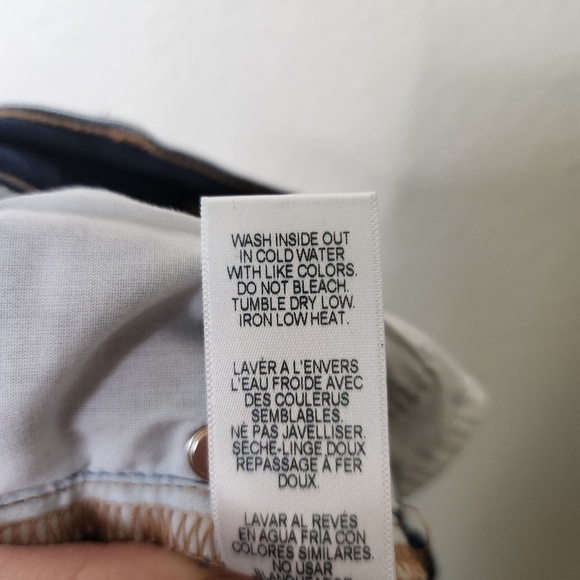 WASH INSIDE OUT
IN COLD WATER
WITH LIKE COLORS.
DO NOT BLEACH.
TUMBLE DRY LOW.
IRON LOW HEAT.
LAVÈR A L'ENVERS
L'EAU FROIDE AVEC
DES COULERUS
SEMBLABLES.
NÉ PAS JAVELLISER.
SECHE-LINGE DOUX
REPASSAGE À FER
DOUX.
LAVAR AL REVÉS
EN AGUA FRIA CON
COLORES SIMILARES.
NO USAR